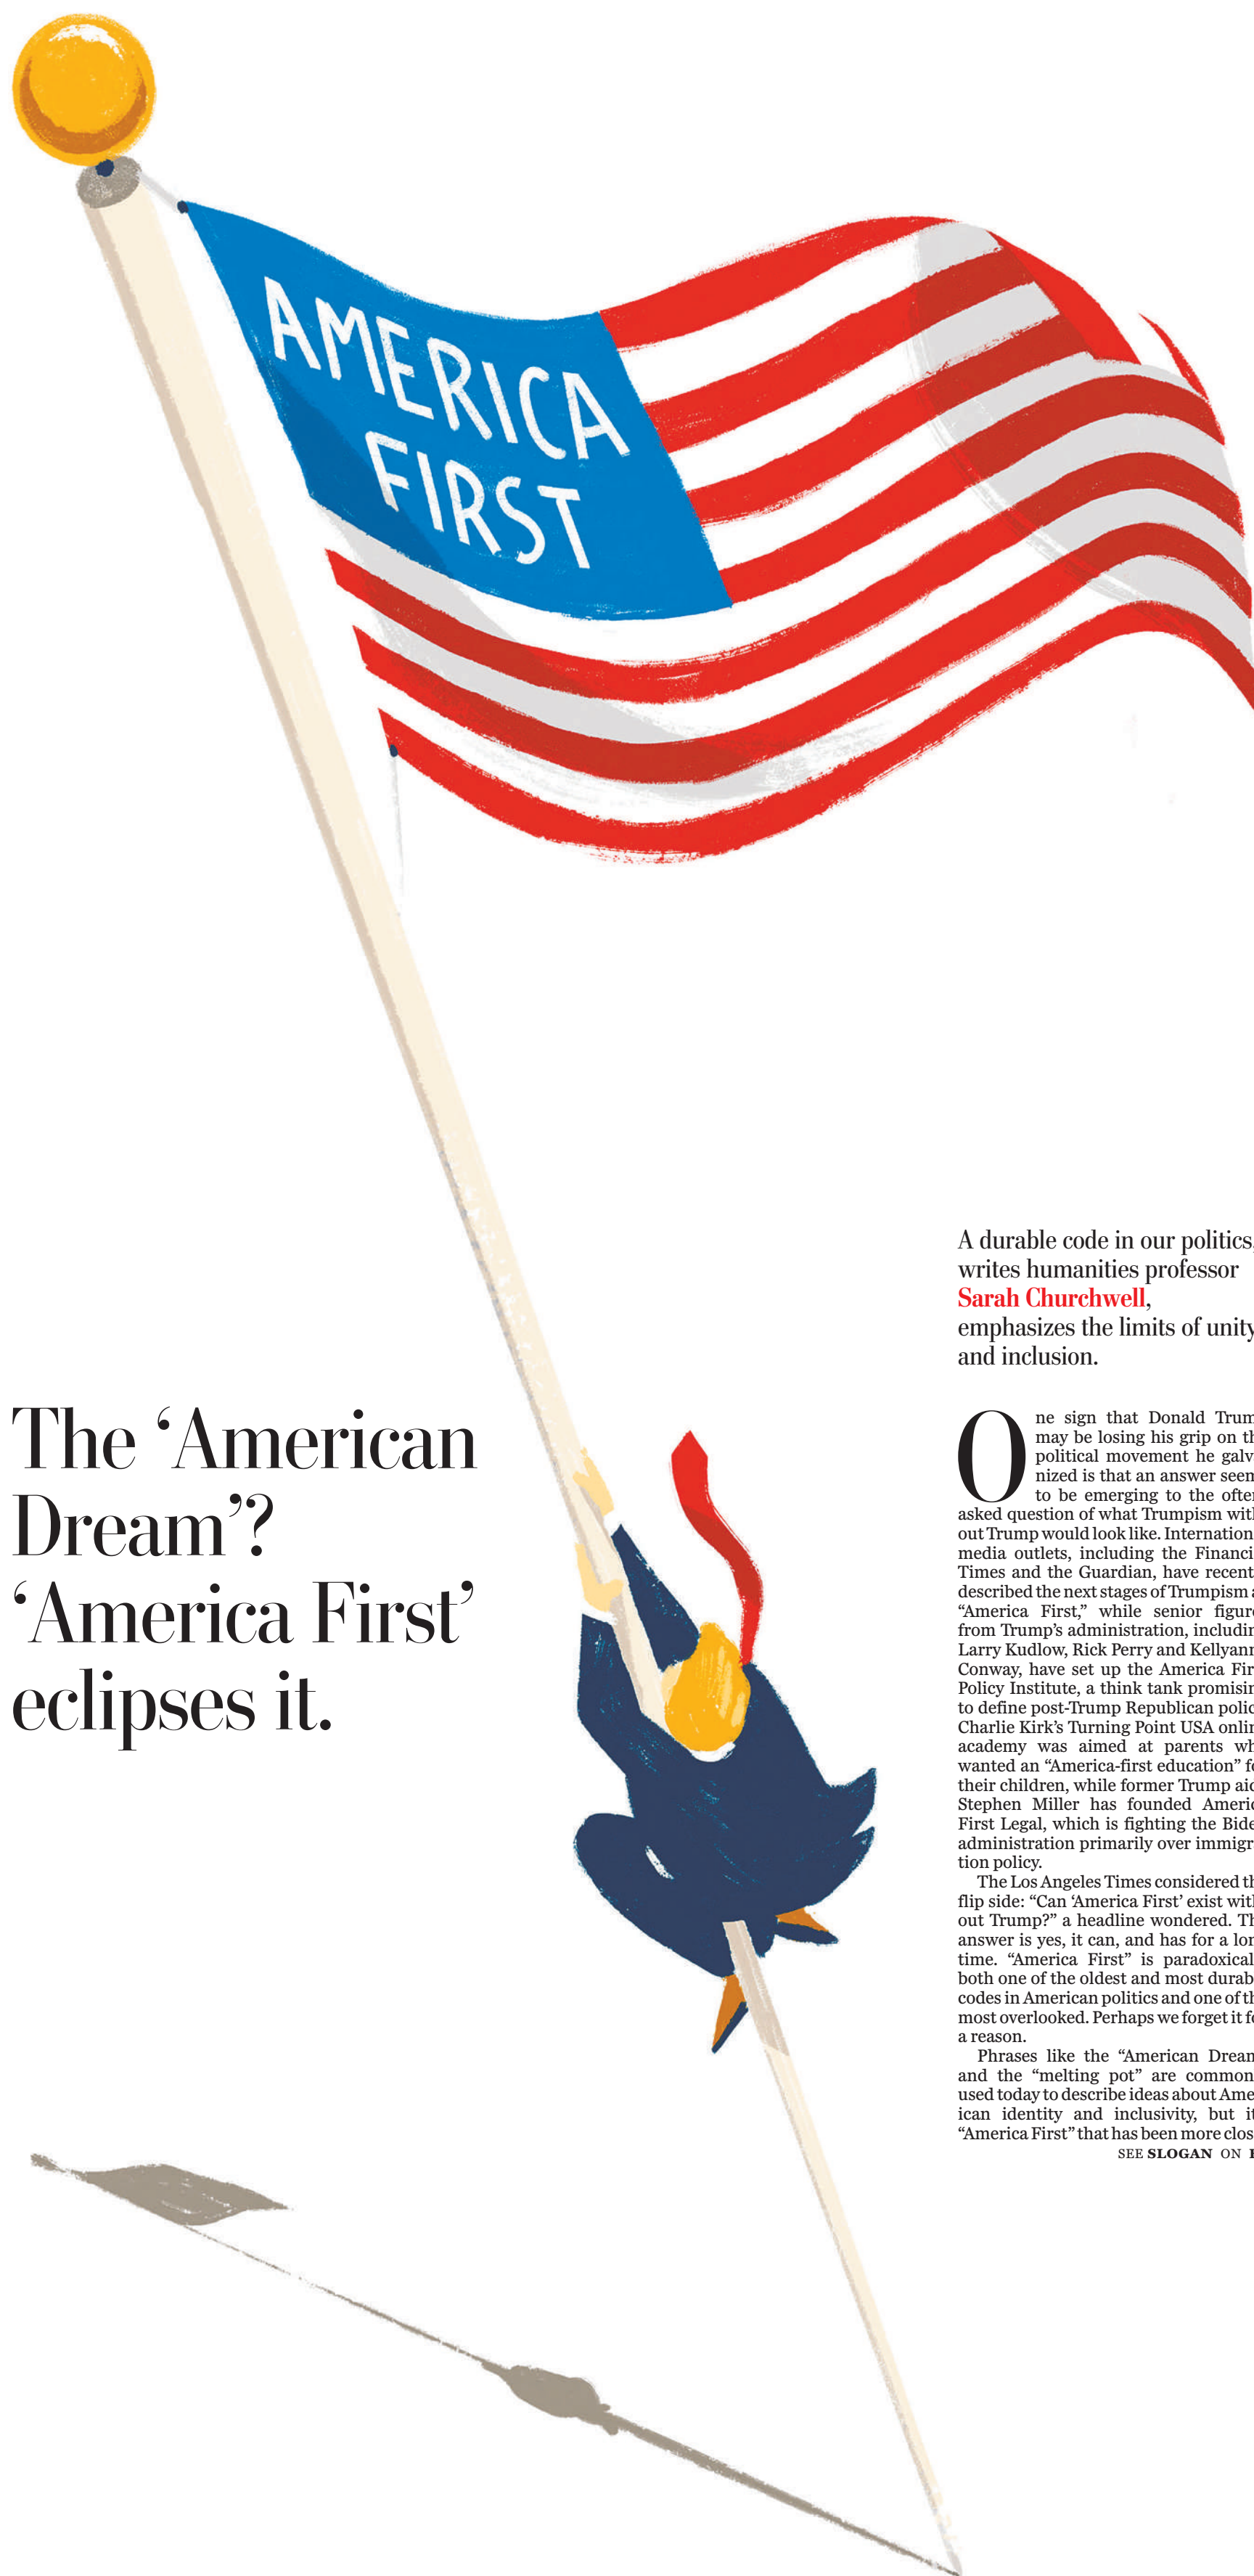 AMERICA
FIRST
The ‘American
Dream’?
‘America First’
eclipses it.
A durable code in our politics,
writes humanities professor
Sarah Churchwell,
emphasizes the limits of unity
and inclusion.
One sign that Donald Trum
may be losing his grip on th
political movement he galv
nized is that an answer seem
to be emerging to the ofte
asked question of what Trumpism with
out Trump would look like. Internation
media outlets, including the Financi
Times and the Guardian, have recent
described the next stages of Trumpism a
“America First,” while senior figur
from Trump’s administration, includin
Larry Kudlow, Rick Perry and Kellyann
Conway, have set up the America Fir
Policy Institute, a think tank promisin
to define post-Trump Republican polic
Charlie Kirk’s Turning Point USA onlin
academy was aimed at parents wh
wanted an “America-first education” fo
their children, while former Trump aid
Stephen Miller has founded Americ
First Legal, which is fighting the Bide
administration primarily over immigr
tion policy.
The Los Angeles Times considered th
flip side: “Can ‘America First’ exist with
out Trump?” a headline wondered. Th
answer is yes, it can, and has for a lon
time. “America First” is paradoxical
both one of the oldest and most durab
codes in American politics and one of th
most overlooked. Perhaps we forget it fo
a reason.
Phrases like the “American Dream
and the “melting pot” are common
used today to describe ideas about Ame
ican identity and inclusivity, but it
“America First” that has been more clos
SEE SLOGAN ON